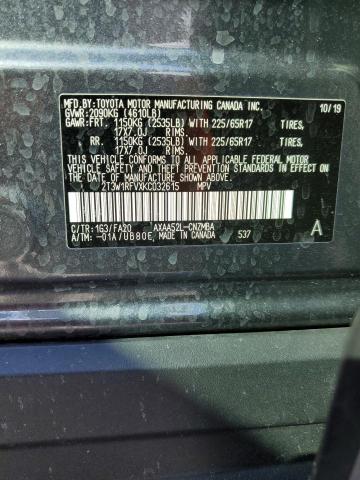 MFD.BY:TOYOTA MOTOR MANUFACTURING CANADA INC. 10/19
GVWR:2090KG (4610LB)
GAWR:FRT. 1150KG (2535LB) WITH 225/65R17 TIRES,
17X7.0J RIMS.
RR. 1150KG (2535LB) WITH 225/65R17 TIRES,
17X7.0J RIMS.
THIS VEHICLE CONFORMS TO ALL APPLICABLE FEDERAL MOTOR
VEHICLE SAFETY AND BUMPER STANDARDS IN EFFECT ON THE DATE
OF MANUFACTURE SHOWN ABOVE.
2T3W1RFVXKC032615 MPV
C/TR:163/FA20 AXAA52L-CNZMBA A
A/TM: -01A/UB80E, MADE IN CANADA 537